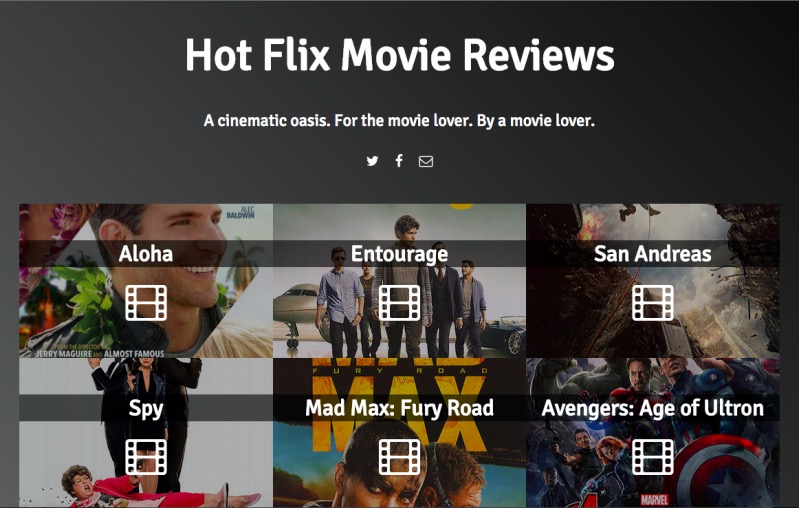 Hot Flix Movie Reviews
A cinematic oasis. For the movie lover. By a movie lover.
ALEC
BALDWIN
Aloha
Entourage
San Andreas
FROM THE DIRECTOR OF
JERRY MAGUIRE AND ALMOST FAMOUS
MAD
FURY ROAD
MAX
Spy
Mad Max: Fury Road
Avengers: Age of Ultron
MARVEL